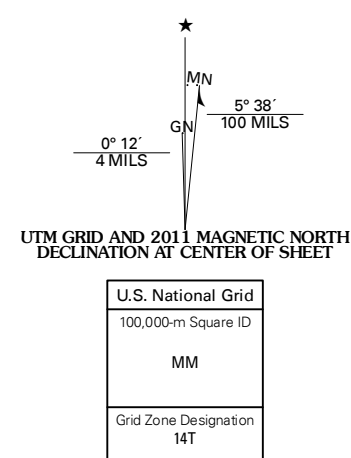 ★
MN
GN
5° 38´
100 MILS
0° 12´
4 MILS
UTM GRID AND 2011 MAGNETIC NORTH
DECLINATION AT CENTER OF SHEET
U.S. National Grid
100,000-m Square ID
MM
Grid Zone Designation
14T